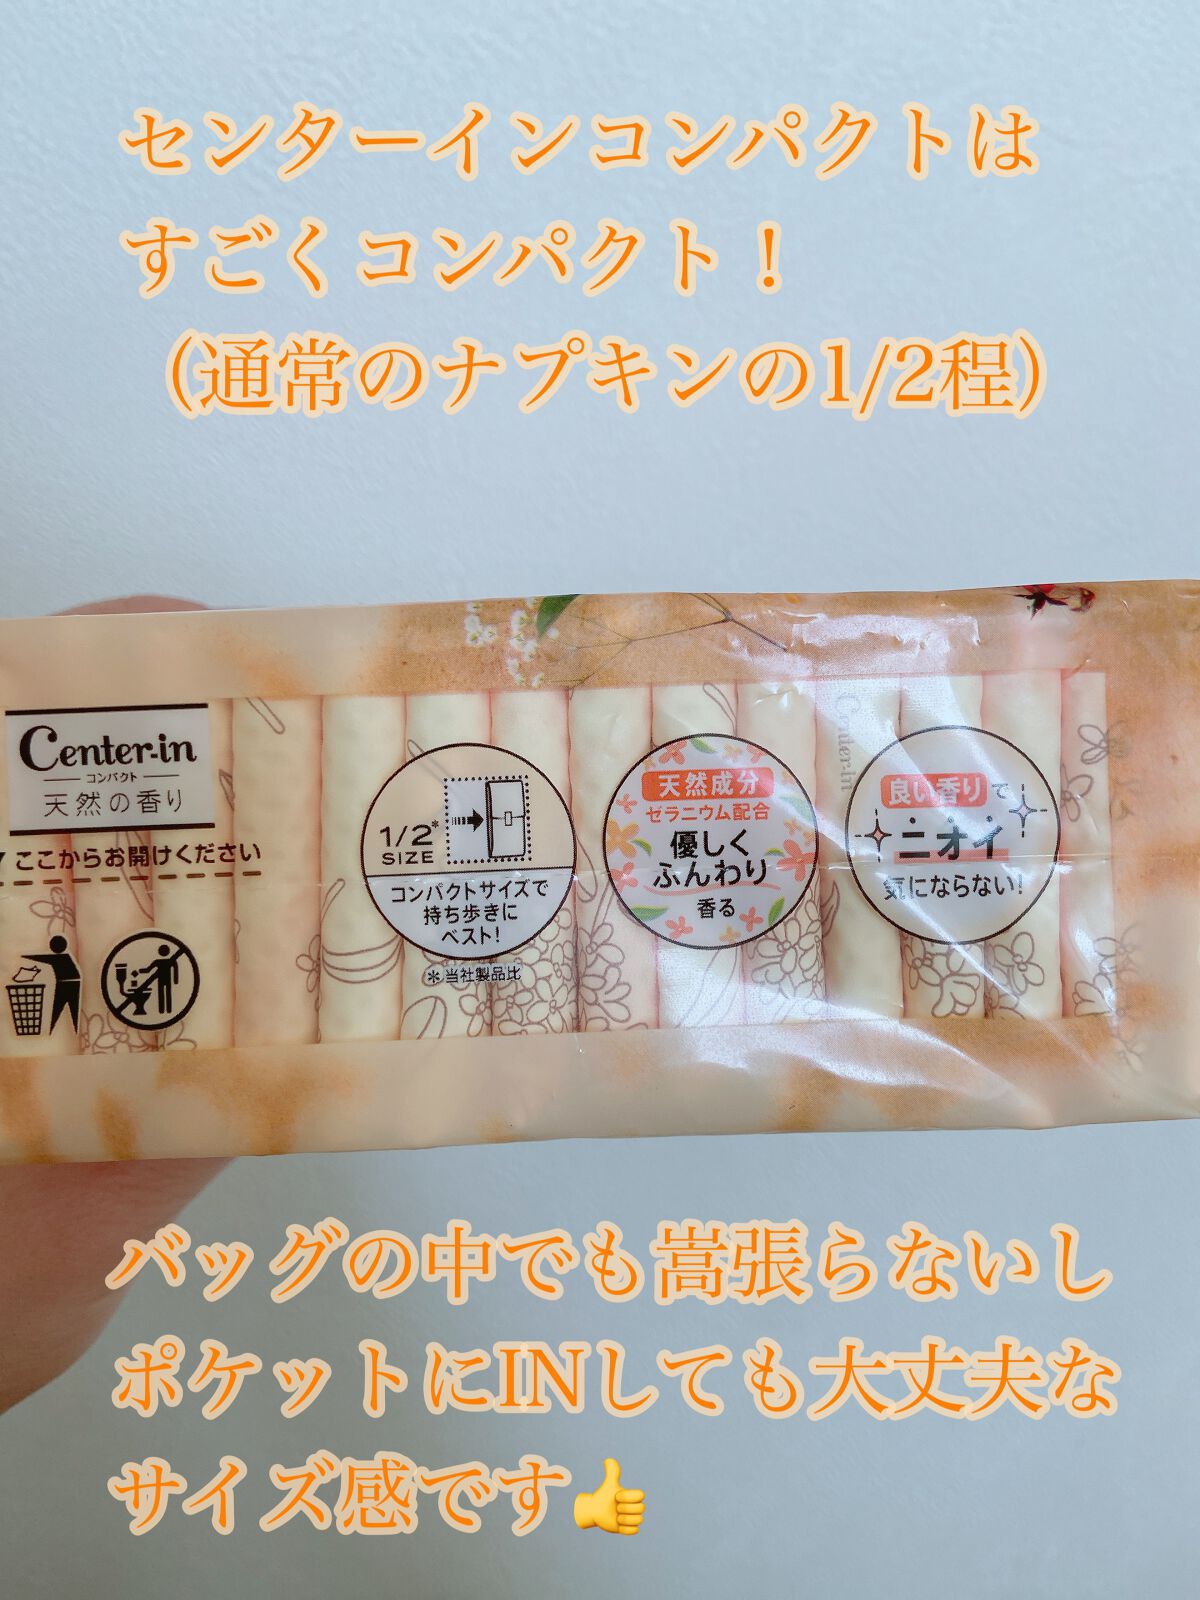 センターインコンパクトは
すごくコンパクト！
（通常のナプキンの1/2程）
Center-in
コンパクト
天然の香り
ここからお開けください
1/2*
SIZE
コンパクトサイズで
持ち歩きに
ベスト！
＊当社製品比
天然成分
ゼラニウム配合
優しく
ふんわり
香る
Center-in
良い香りで
ニオイ
気にならない！
バッグの中でも嵩張らないし
ポケットにINしても大丈夫な
サイズ感です👍